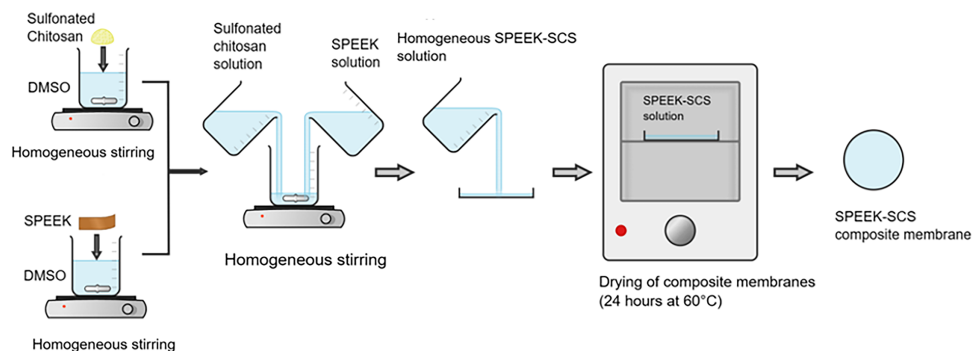 Sulfonated
Chitosan
DMSO
Homogeneous stirring
SPEEK
DMSO
Homogeneous stirring
Sulfonated
chitosan
solution
SPEEK
solution
Homogeneous stirring
Homogeneous SPEEK-SCS
solution
SPEEK-SCS
solution
Drying of composite membranes
(24 hours at 60°C)
SPEEK-SCS
composite membrane